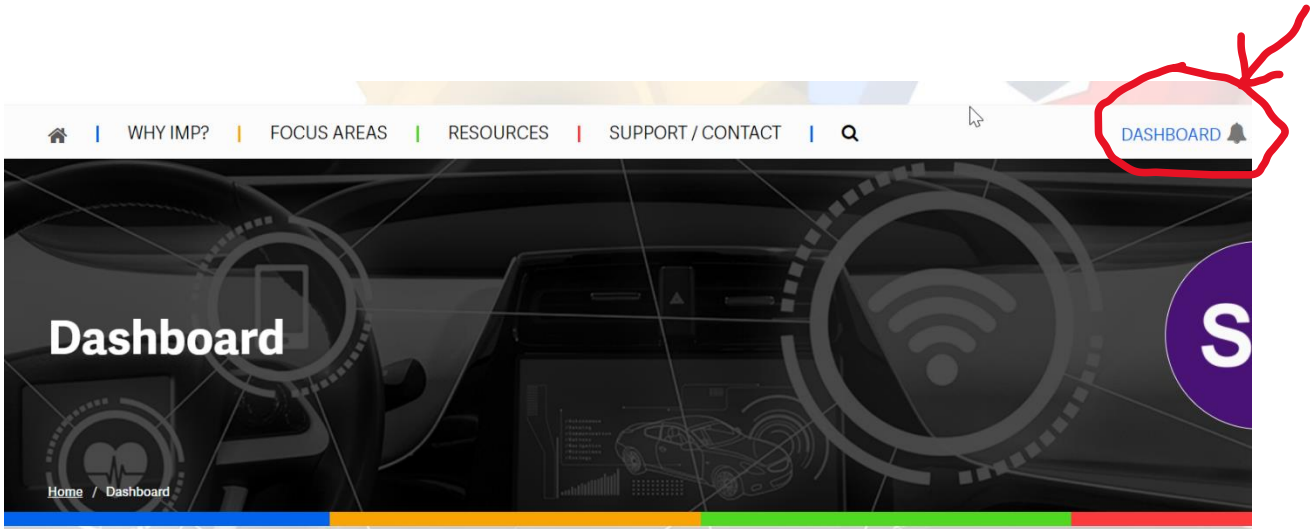 WHY IMP? | FOCUS AREAS | RESOURCES | SUPPORT / CONTACT | DASHBOARD
Dashboard
S
Home / Dashboard